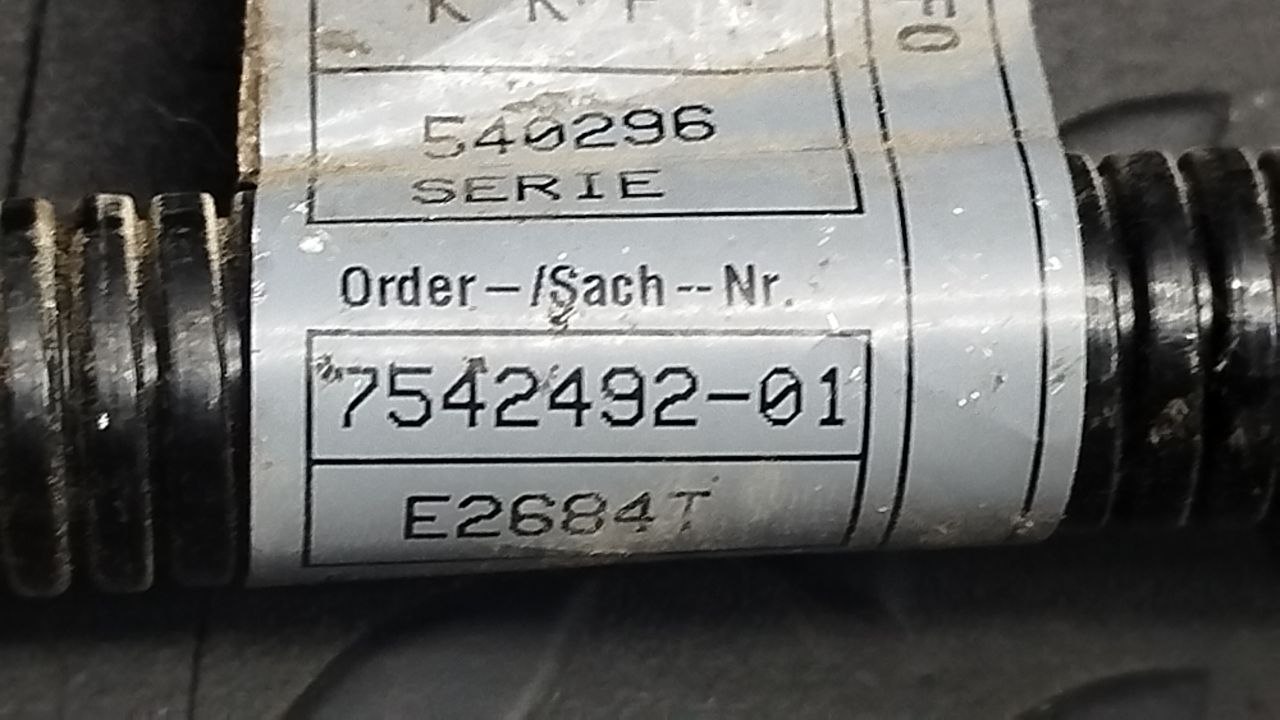 540296
SERIE
Order-/Sach--Nr.
7542492-01
E2684T